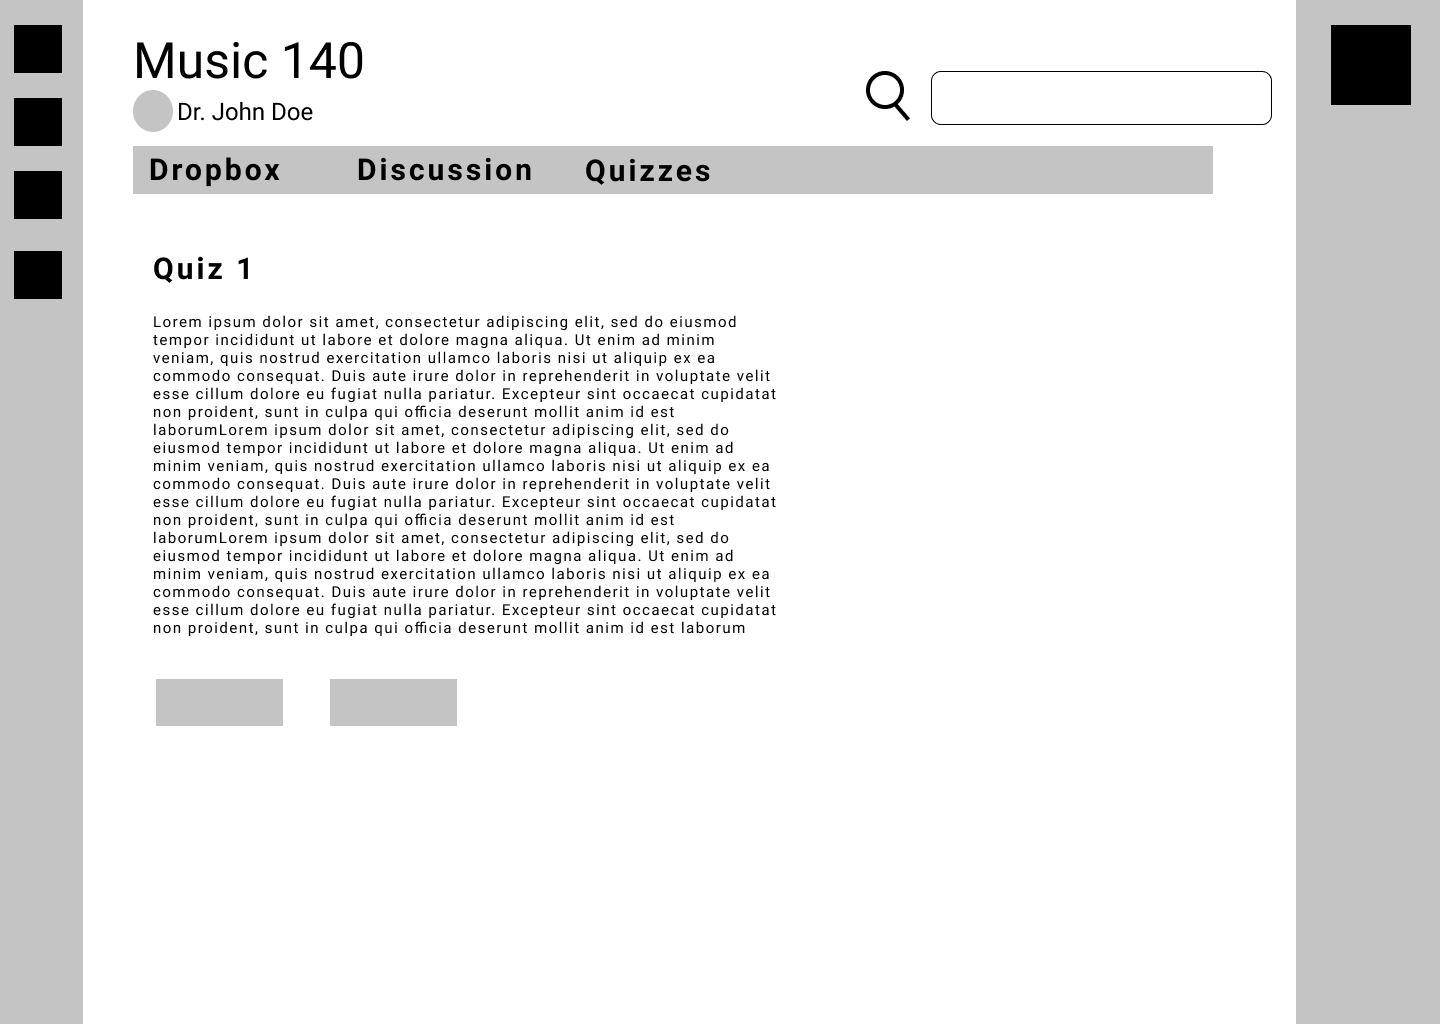 Music 140
Dr. John Doe
Dropbox Discussion Quizzes
Quiz 1
Lorem ipsum dolor sit amet, consectetur adipiscing elit, sed do eiusmod
tempor incididunt ut labore et dolore magna aliqua. Ut enim ad minim
veniam, quis nostrud exercitation ullamco laboris nisi ut aliquip ex ea
commodo consequat. Duis aute irure dolor in reprehenderit in voluptate velit
esse cillum dolore eu fugiat nulla pariatur. Excepteur sint occaecat cupidatat
non proident, sunt in culpa qui officia deserunt mollit anim id est
laborumLorem ipsum dolor sit amet, consectetur adipiscing elit, sed do
eiusmod tempor incididunt ut labore et dolore magna aliqua. Ut enim ad
minim veniam, quis nostrud exercitation ullamco laboris nisi ut aliquip ex ea
commodo consequat. Duis aute irure dolor in reprehenderit in voluptate velit
esse cillum dolore eu fugiat nulla pariatur. Excepteur sint occaecat cupidatat
non proident, sunt in culpa qui officia deserunt mollit anim id est
laborumLorem ipsum dolor sit amet, consectetur adipiscing elit, sed do
eiusmod tempor incididunt ut labore et dolore magna aliqua. Ut enim ad
minim veniam, quis nostrud exercitation ullamco laboris nisi ut aliquip ex ea
commodo consequat. Duis aute irure dolor in reprehenderit in voluptate velit
esse cillum dolore eu fugiat nulla pariatur. Excepteur sint occaecat cupidatat
non proident, sunt in culpa qui officia deserunt mollit anim id est laborum